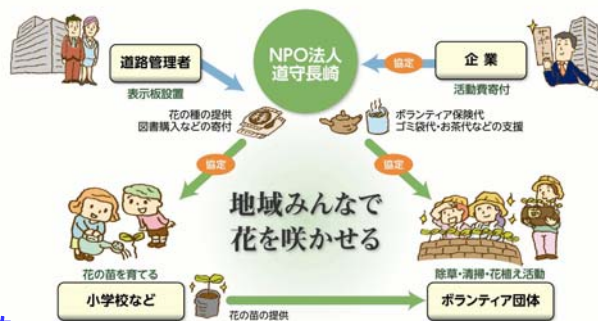 NPO法人
道守長崎
道路管理者
表示板設置
協定
企業
活動費寄付
サポート
花の種の提供
図書購入などの寄付
ボランティア保険代
ゴミ袋代・お茶代などの支援
協定
協定
地域みんなで
花を咲かせる
花の苗を育てる
小学校など
花の苗の提供
除草・清掃・花植え活動
ボランティア団体